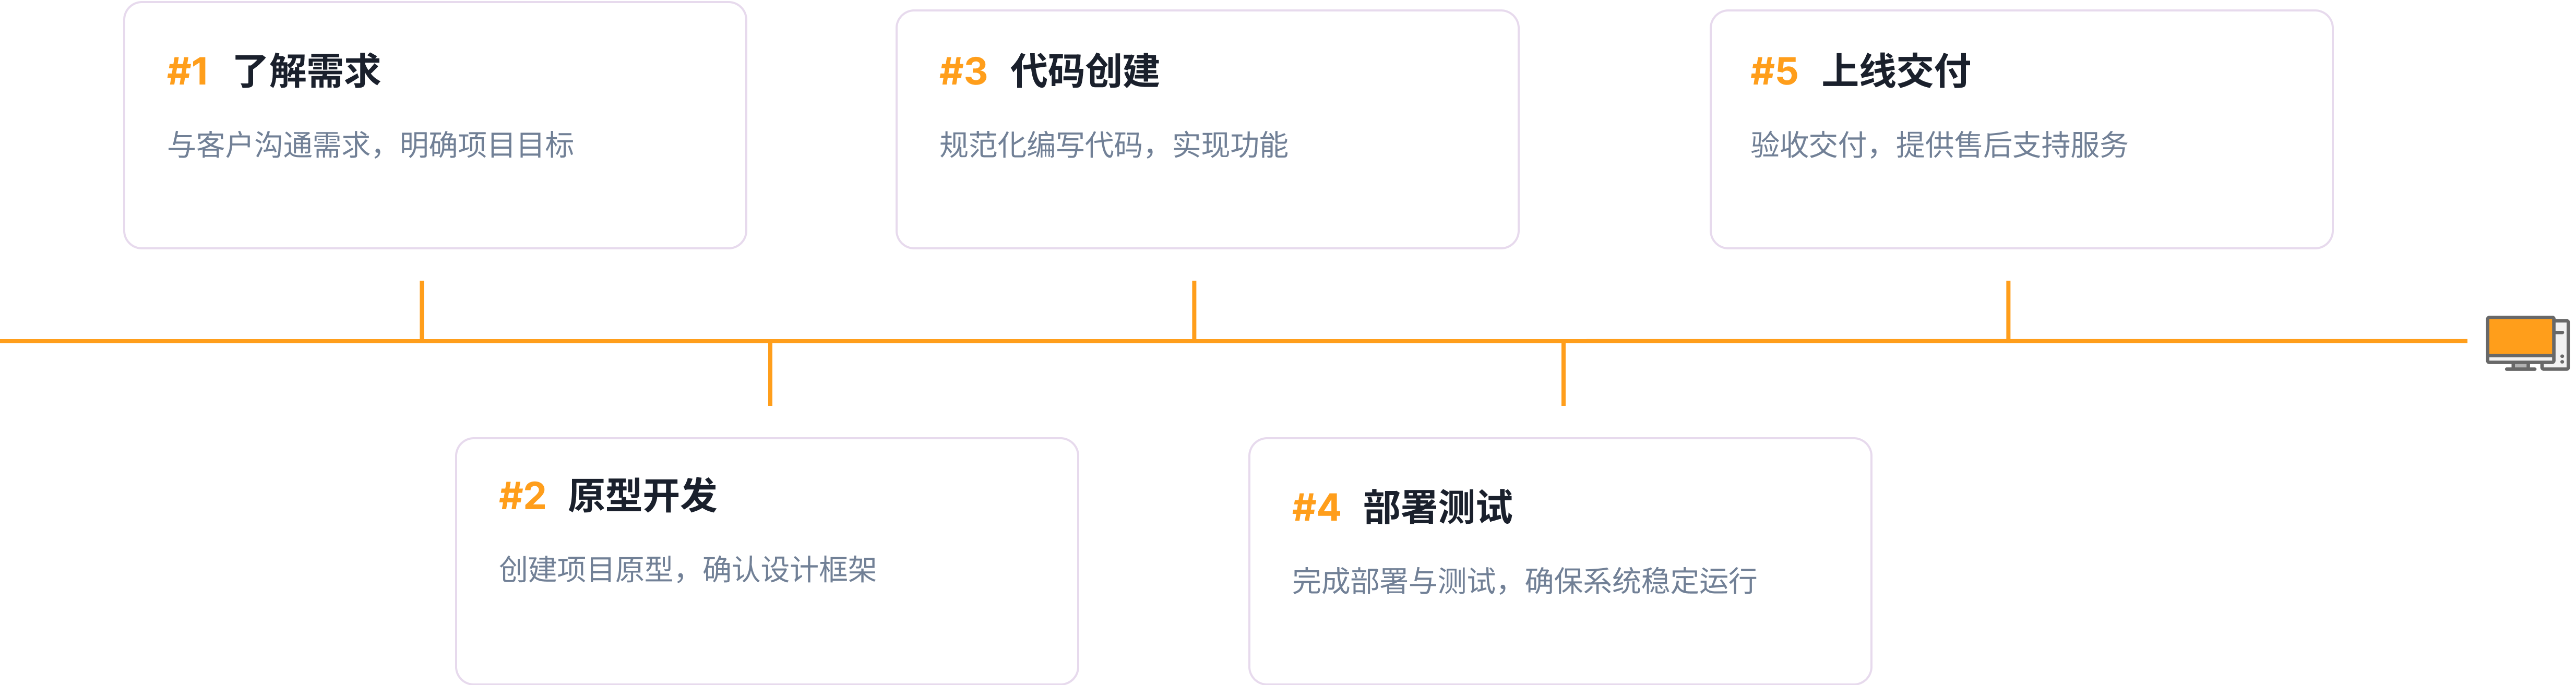 #1 了解需求
与客户沟通需求，明确项目目标
#2 原型开发
创建项目原型，确认设计框架
#3 代码创建
规范化编写代码，实现功能
#4 部署测试
完成部署与测试，确保系统稳定运行
#5 上线交付
验收交付，提供售后支持服务